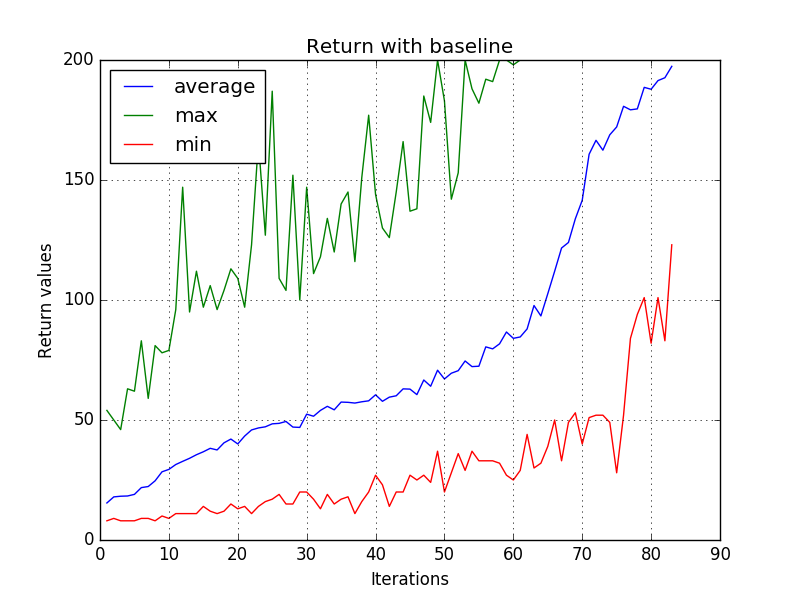 Return with baseline
average
max
min
Return values
200
150
100
50
0
0 10 20 30 40 50 60 70 80 90
Iterations